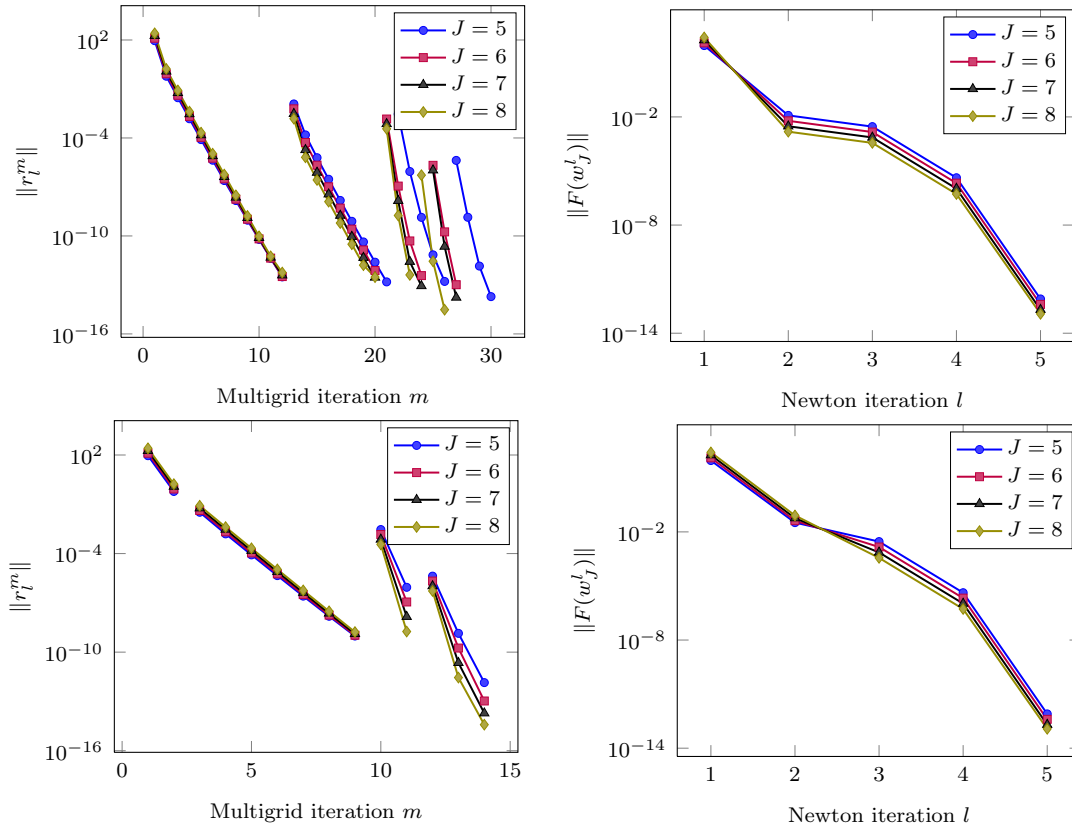 10^2
10^−4
10^−10
10^−16
0
10
20
30
Multigrid iteration m
||r_l^m||
J = 5
J = 6
J = 7
J = 8
10^−2
10^−8
10^−14
1
2
3
4
5
Newton iteration l
||F(w_J^l)||
J = 5
J = 6
J = 7
J = 8
10^2
10^−4
10^−10
10^−16
0
5
10
15
Multigrid iteration m
||r_l^m||
J = 5
J = 6
J = 7
J = 8
10^−2
10^−8
10^−14
1
2
3
4
5
Newton iteration l
||F(w_J^l)||
J = 5
J = 6
J = 7
J = 8